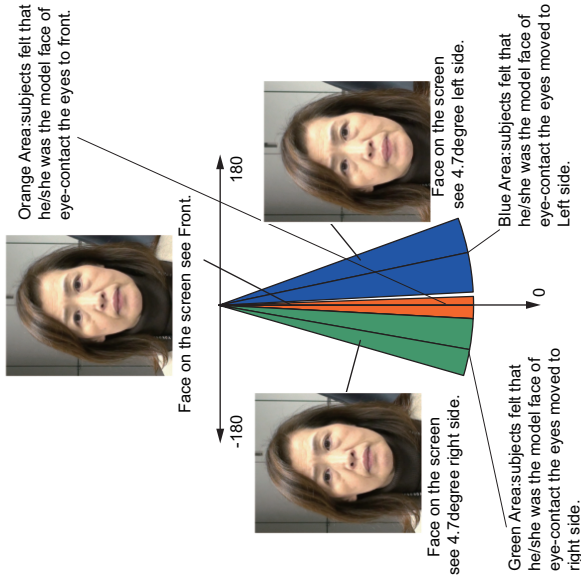 Orange Area:subjects felt that
he/she was the model face of
eye-contact the eyes to front.
Face on the screen see Front.
-180
180
Face on the screen
see 4.7degree right side.
Face on the screen
see 4.7degree left side.
0
Green Area:subjects felt that
he/she was the model face of
eye-contact the eyes moved to
right side.
Blue Area:subjects felt that
he/she was the model face of
eye-contact the eyes moved to
Left side.